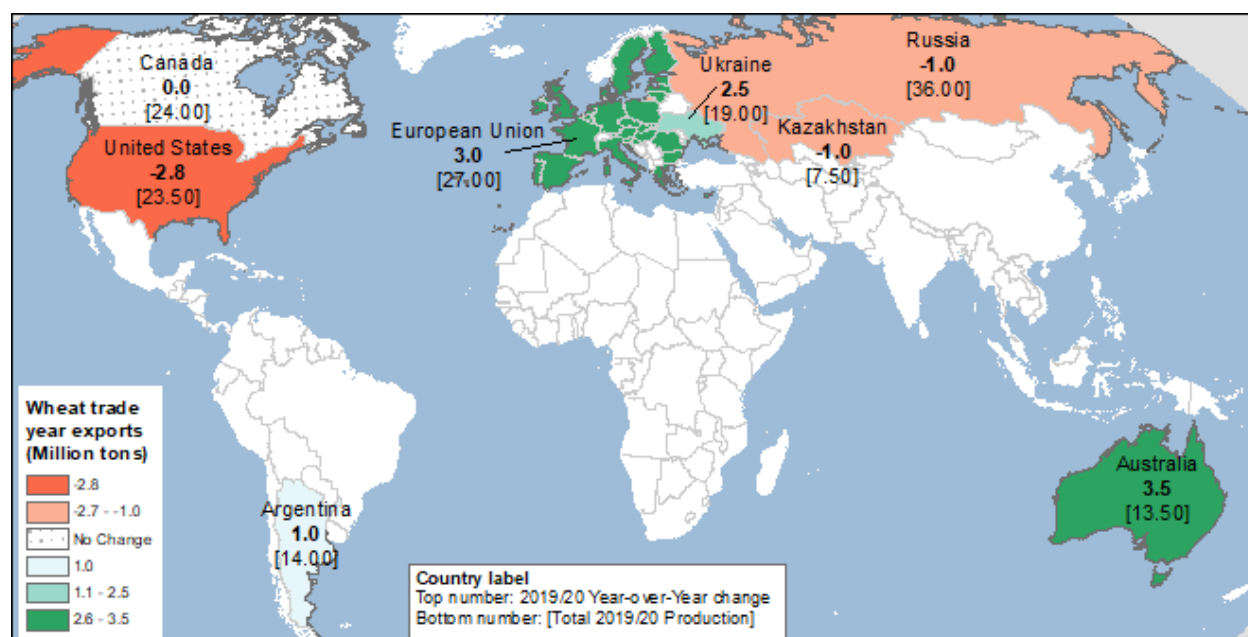 Canada
0.0
[24.00]
United States
-2.8
[23.50]
European Union
3.0
[27.00]
Ukraine
2.5
[19.00]
Russia
-1.0
[36.00]
Kazakhstan
-1.0
[7.50]
Argentina
1.0
[14.00]
Australia
3.5
[13.50]
Wheat trade
year exports
(Million tons)
-2.8
-2.7 - -1.0
No Change
1.0
1.1 - 2.5
2.6 - 3.5
Country label
Top number: 2019/20 Year-over-Year change
Bottom number: [Total 2019/20 Production]